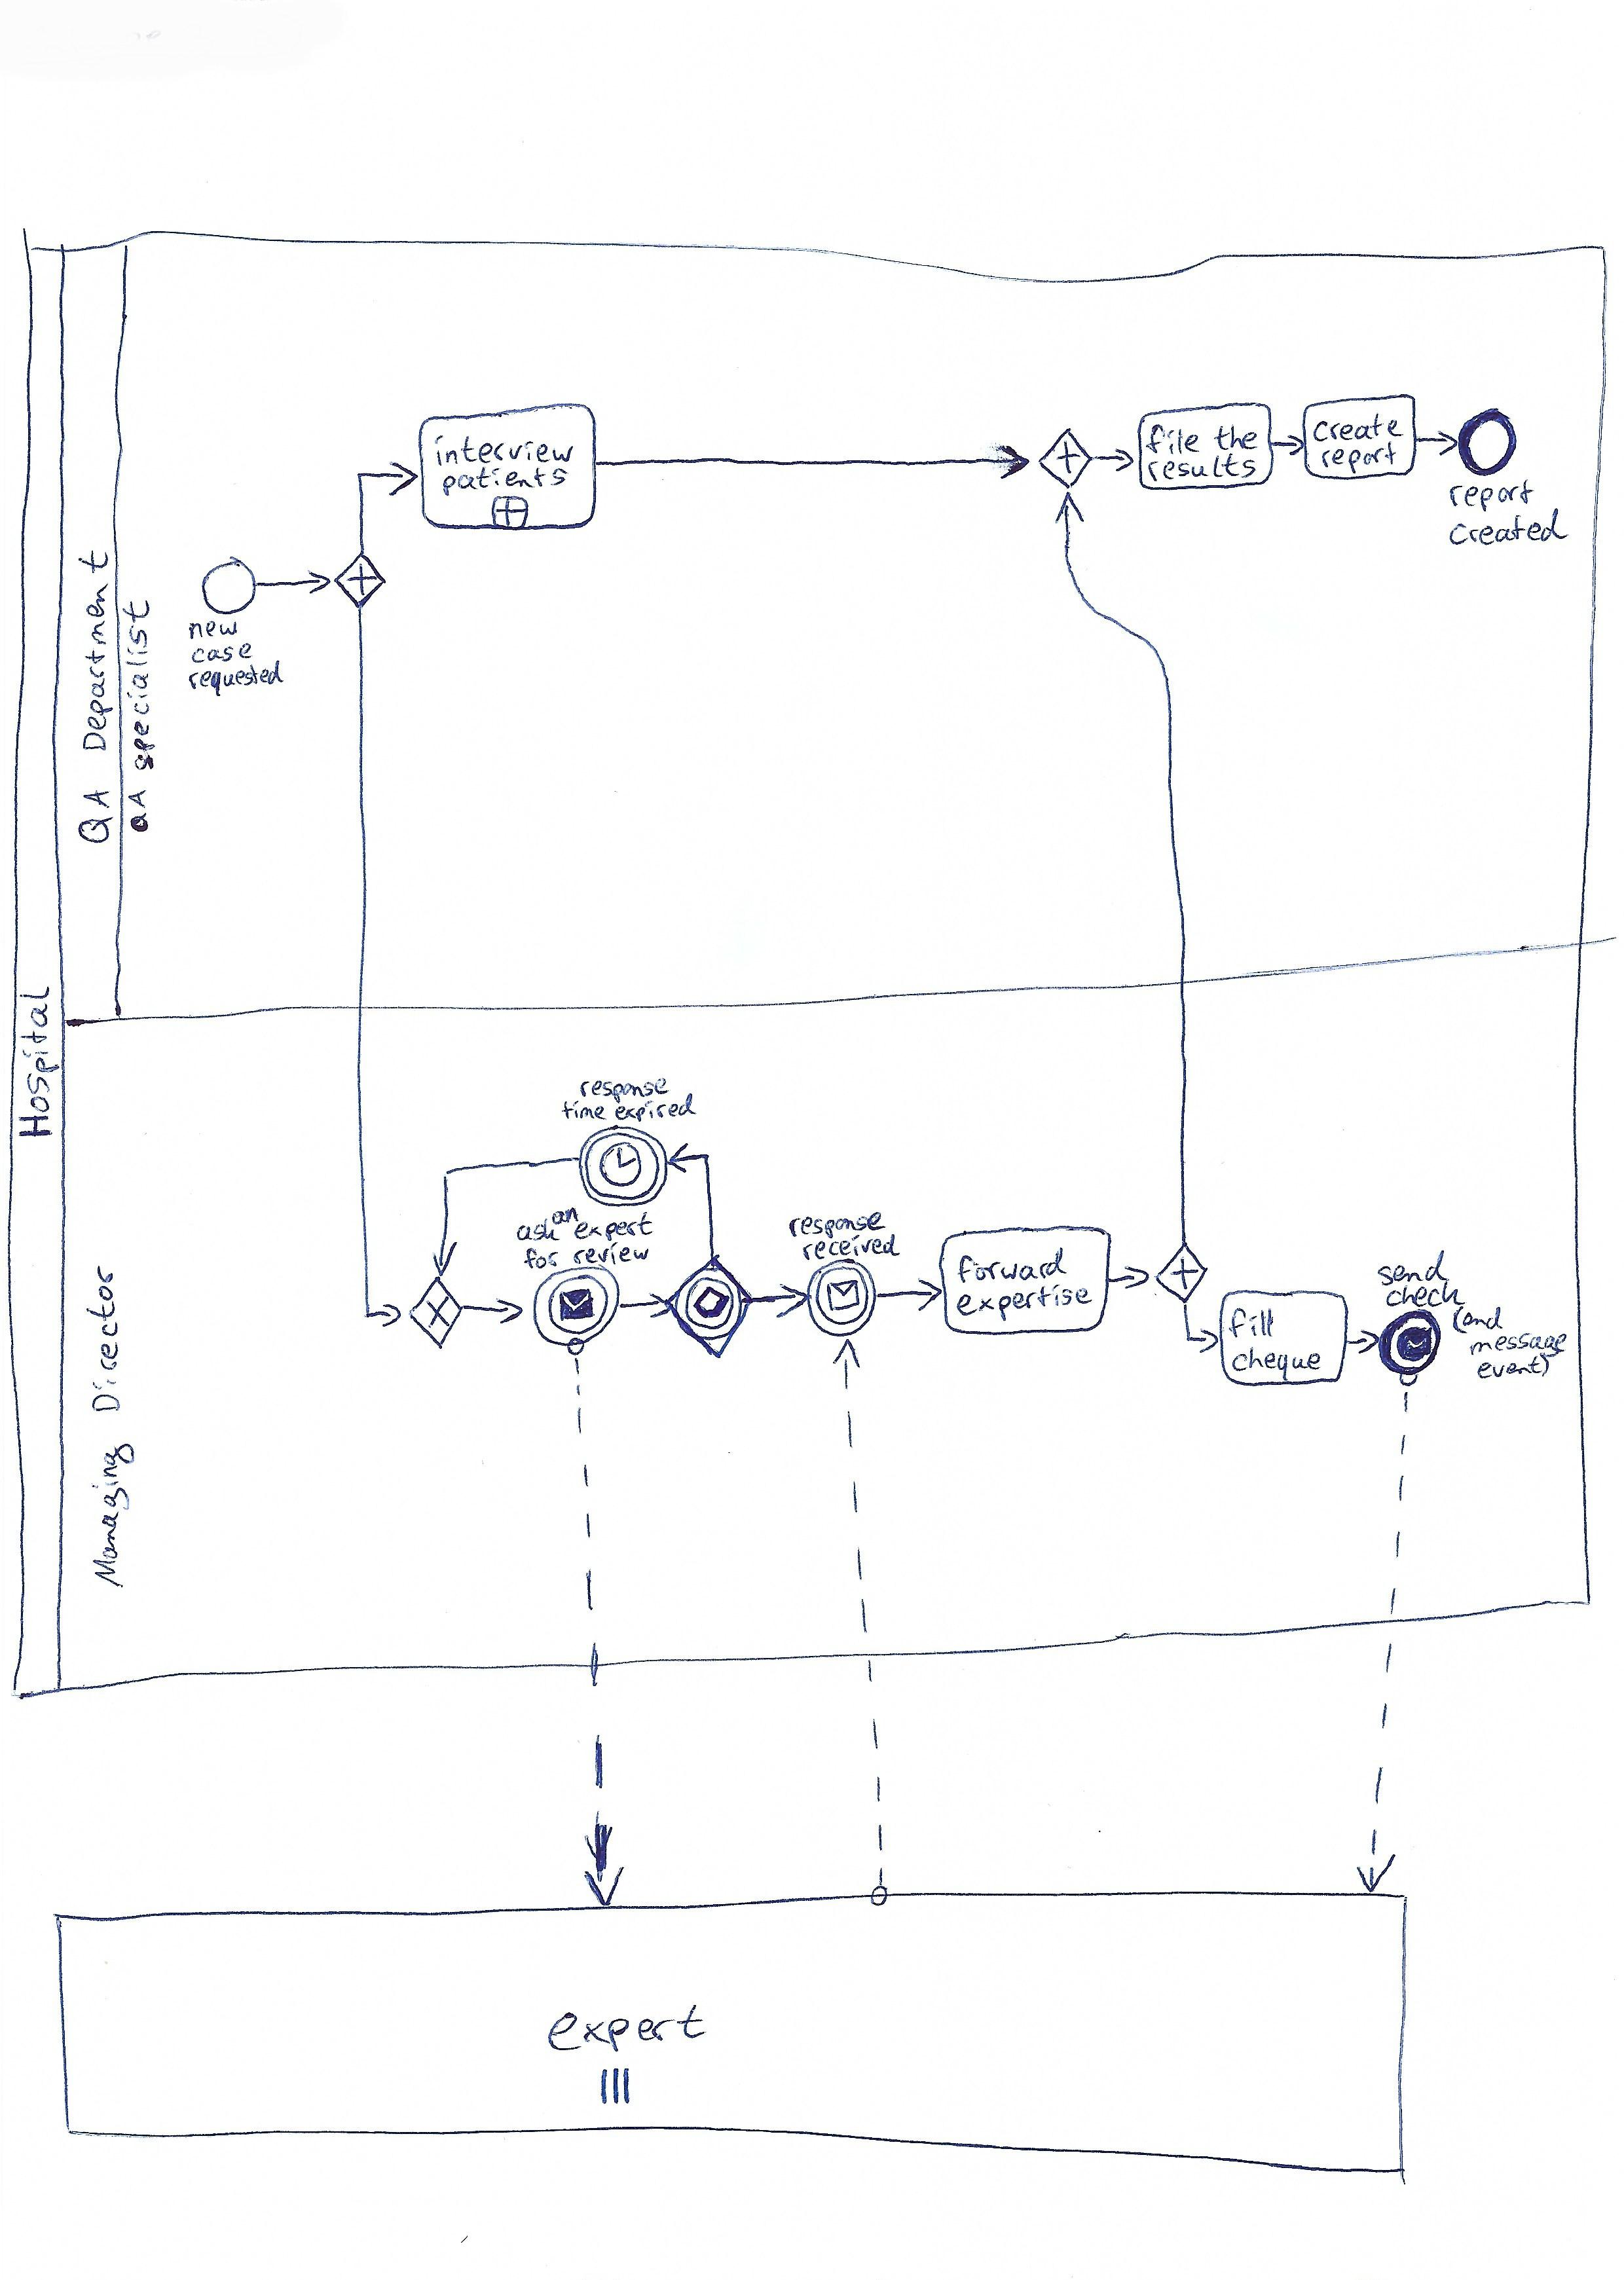 Hospital
QA Department
QA specialist
new
case
requested
interview
patients
file the
results
create
report
report
created
Managing Director
response
time expired
ask an expert
for review
response
received
forward
expertise
fill
cheque
send
check
(end
message
event)
expert